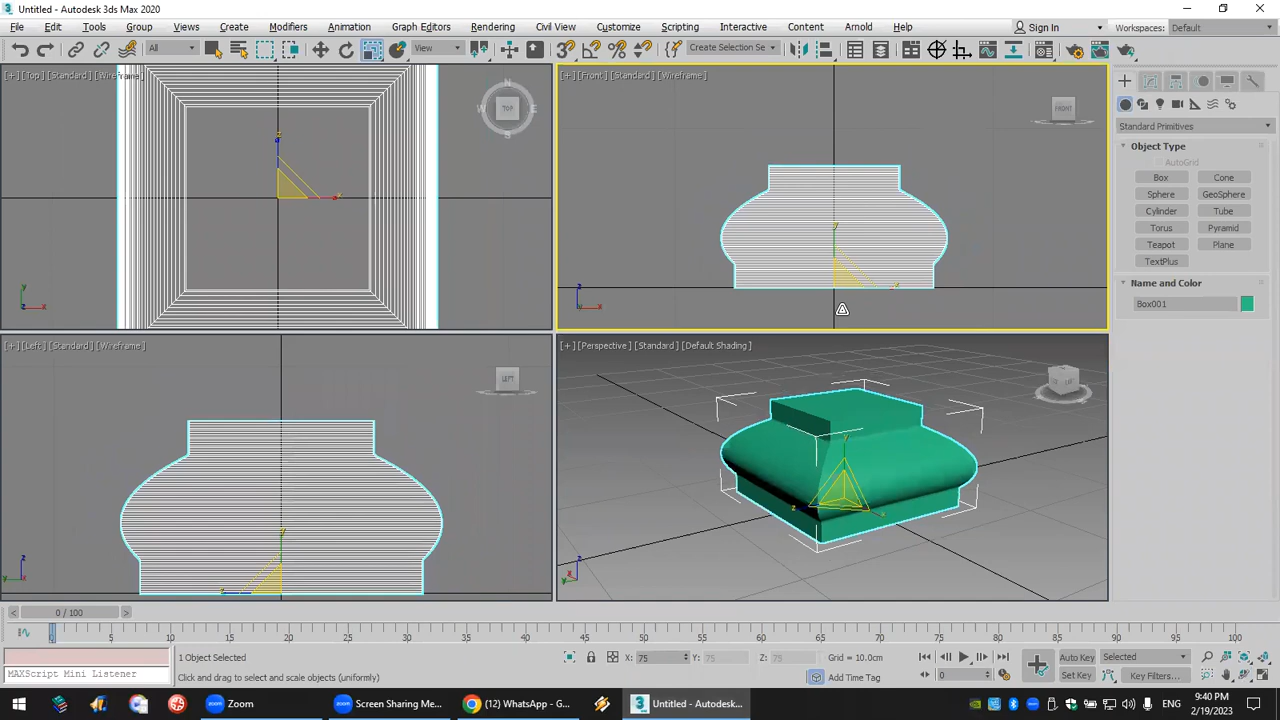 Untitled - Autodesk 3ds Max 2020
File Edit Tools Group Views Create Modifiers Animation Graph Editors Rendering Civil View Customize Scripting Interactive Content Arnold Help Sign In Workspaces: Default
All View Create Selection Se
[+] [Top] [Standard] [Wireframe]
N
W TOP E
S
z
x
y
z x
[+] [Front] [Standard] [Wireframe]
FRONT
y
x
z
y x
Standard Primitives
Object Type
AutoGrid
Box Cone
Sphere GeoSphere
Cylinder Tube
Torus Pyramid
Teapot Plane
TextPlus
Name and Color
Box001
[+] [Left] [Standard] [Wireframe]
LEFT
y
z
z
y x
[+] [Perspective] [Standard] [Default Shading]
y
z x
z
x
y
0 / 100
0 5 10 15 20 25 30 35 40 45 50 55 60 65 70 75 80 85 90 95 100
1 Object Selected X: 75 Y: 75 Z: 75 Grid = 10.0cm Auto Key Selected
MAXScript Mini Listener Click and drag to select and scale objects (uniformly) Add Time Tag 0 Set Key Key Filters...
Zoom Screen Sharing Me... (12) WhatsApp - G... 3 Untitled - Autodesk... ENG 9:40 PM
2/19/2023